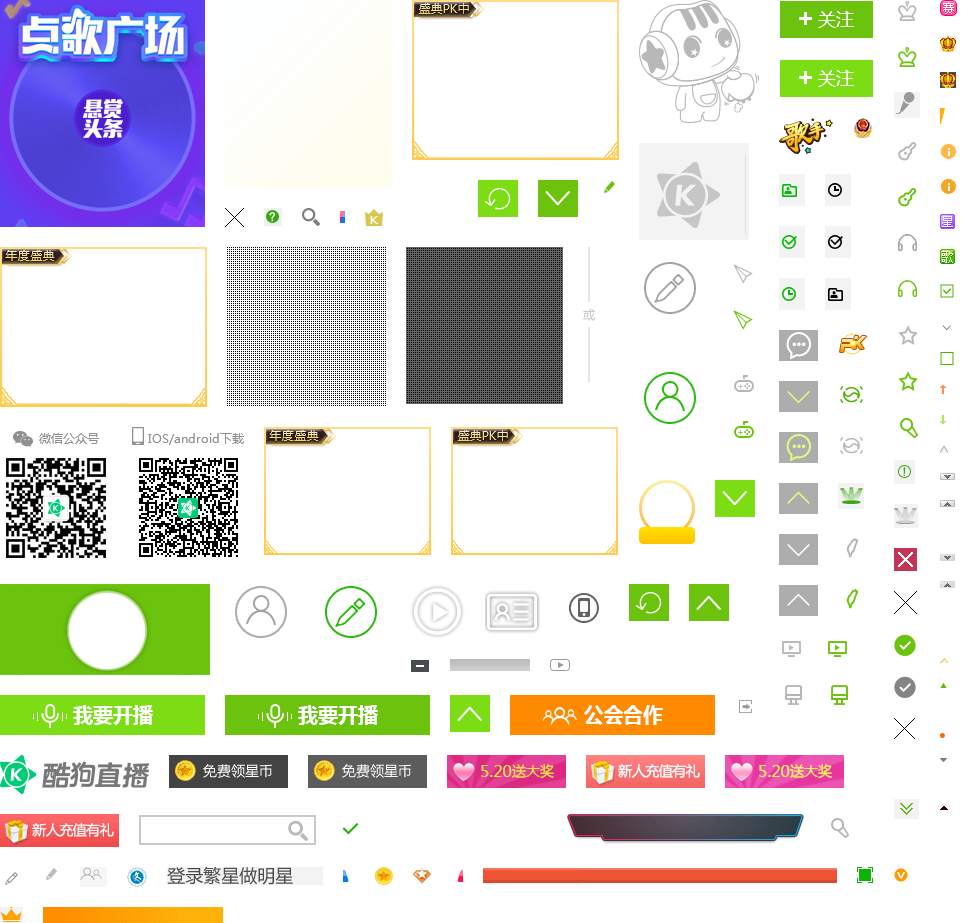 点歌广场
悬赏
头条
盛典PK中
+ 关注
+ 关注
歌手
赛
星
歌
年度盛典
或
PK
微信公众号
IOS/android下载
年度盛典
盛典PK中
我要开播
我要开播
公会合作
酷狗直播
免费领星币
免费领星币
5.20送大奖
新人充值有礼
5.20送大奖
新人充值有礼
登录繁星做明星